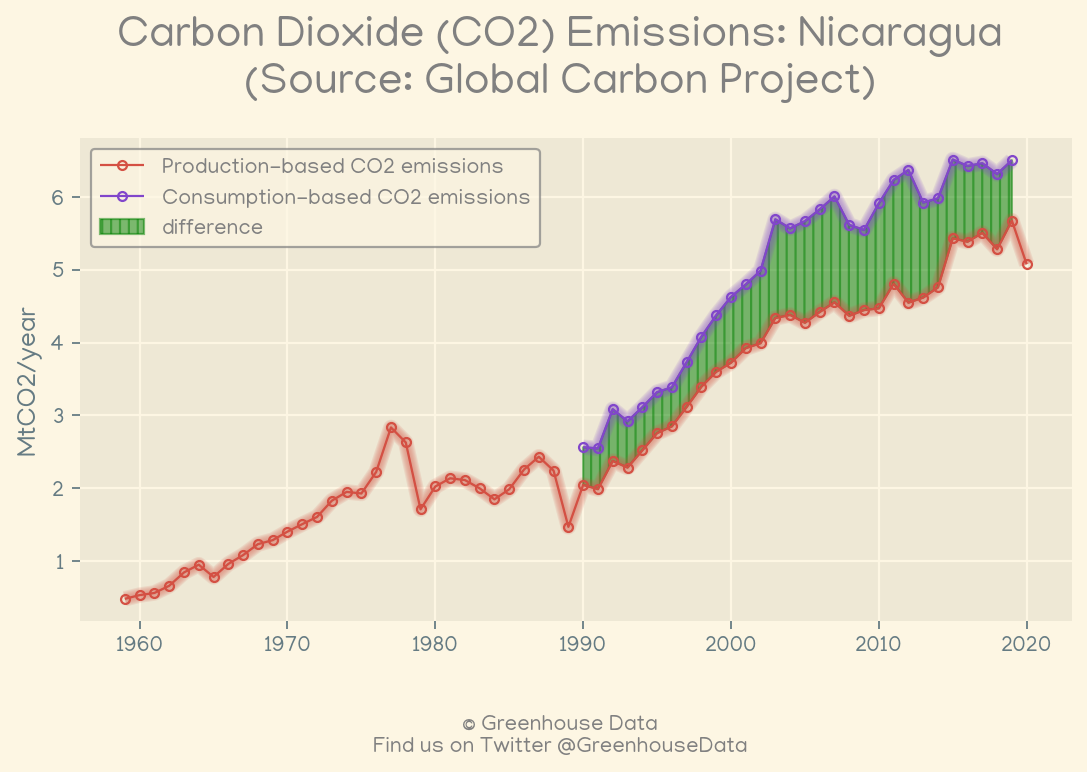 Carbon Dioxide (CO2) Emissions: Nicaragua
(Source: Global Carbon Project)
Production-based CO2 emissions
Consumption-based CO2 emissions
difference
MtCO2/year
6
5
4
3
2
1
1960 1970 1980 1990 2000 2010 2020
© Greenhouse Data
Find us on Twitter @GreenhouseData